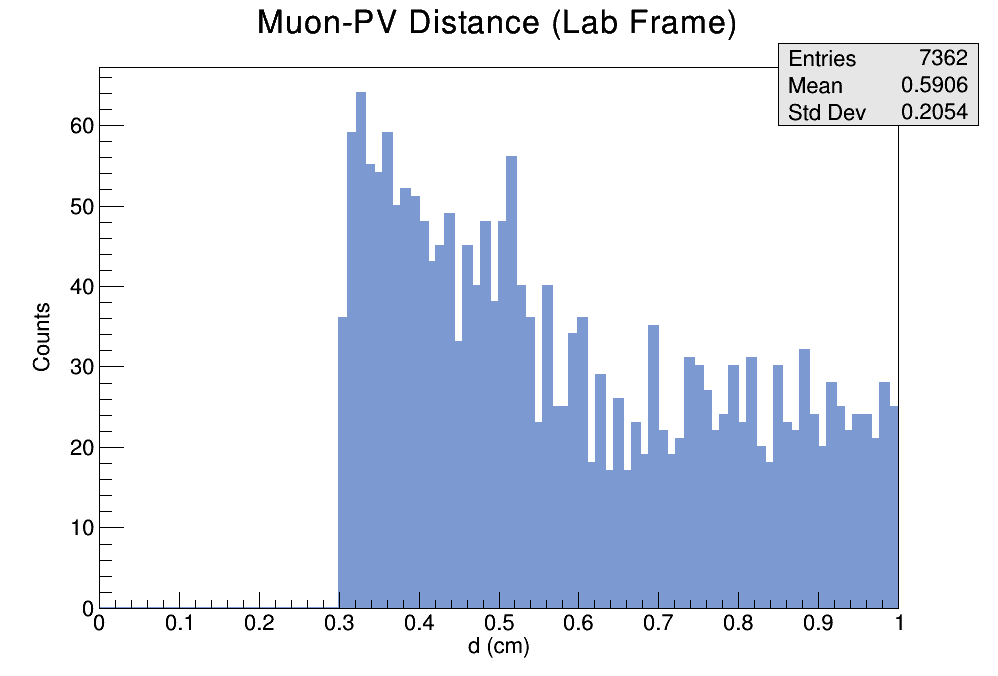 Muon-PV Distance (Lab Frame)
Entries 7362
Mean 0.5906
Std Dev 0.2054
60
50
40
30
20
10
0
Counts
0 0.1 0.2 0.3 0.4 0.5 0.6 0.7 0.8 0.9 1
d (cm)